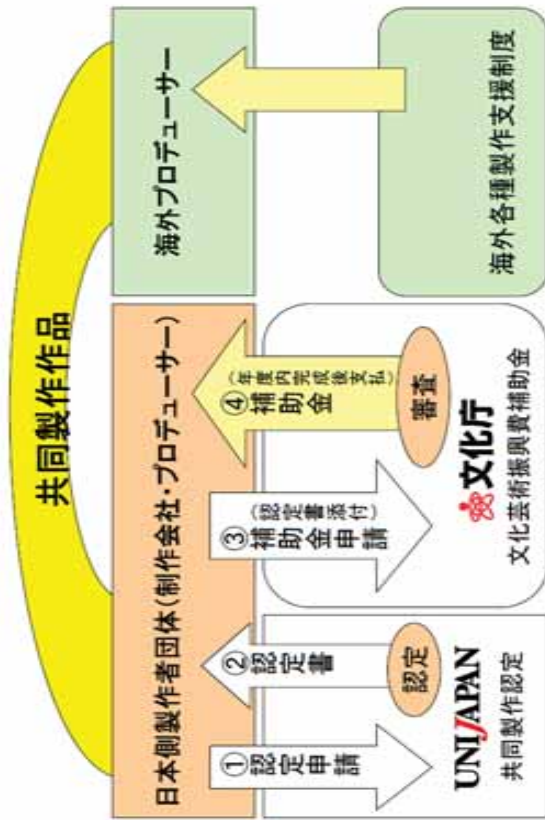 共同製作作品
日本側製作者団体(制作会社・プロデューサー)
海外プロデューサー
①認定申請
②認定書
③補助金申請
(認定書添付)
④補助金
(年度内完成後支払)
認定
審査
UNIJAPAN
共同製作認定
文化庁
文化芸術振興費補助金
海外各種製作支援制度